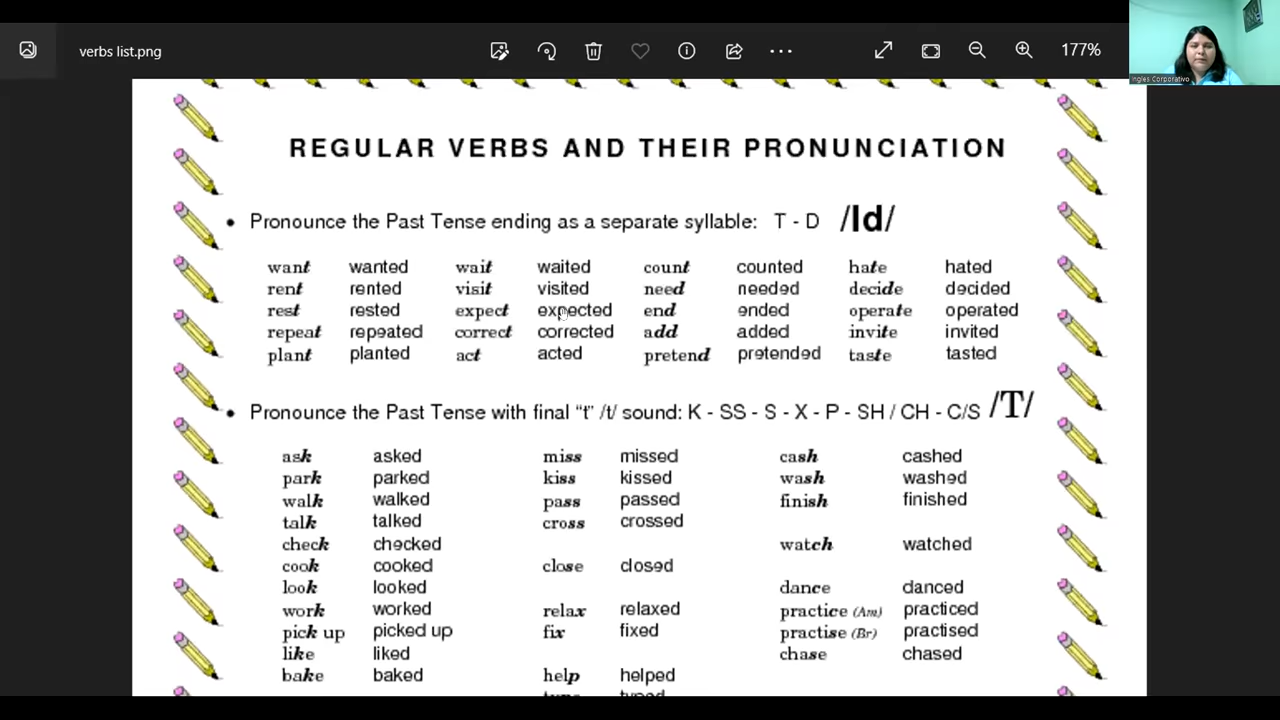 verbs list.png
177%
Ingles Corporativo
REGULAR VERBS AND THEIR PRONUNCIATION
• Pronounce the Past Tense ending as a separate syllable: T - D /Id/
want wanted wait waited count counted hate hated
rent rented visit visited need needed decide decided
rest rested expect expected end ended operate operated
repeat repeated correct corrected add added invite invited
plant planted act acted pretend pretended taste tasted
• Pronounce the Past Tense with final “t” /t/ sound: K - SS - S - X - P - SH / CH - C/S /T/
ask asked miss missed cash cashed
park parked kiss kissed wash washed
walk walked pass passed finish finished
talk talked cross crossed
check checked watch watched
cook cooked close closed
look looked dance danced
work worked relax relaxed practice (Am) practiced
pick up picked up fix fixed practise (Br) practised
like liked chase chased
bake baked help helped